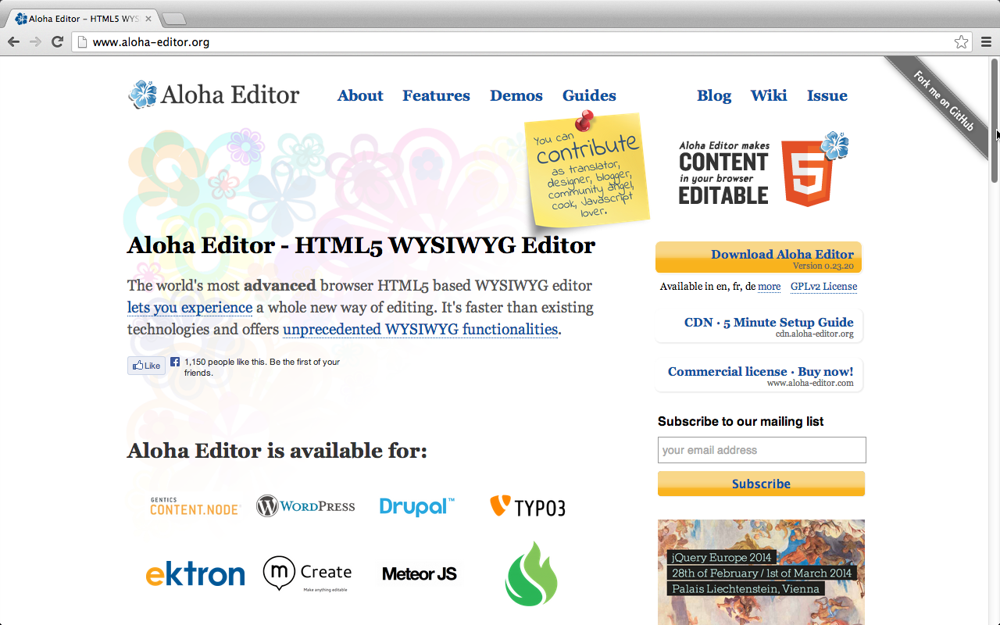 Aloha Editor – HTML5 WYS
www.aloha-editor.org
Fork me on GitHub
Aloha Editor
About Features Demos Guides
Blog Wiki Issue
You can
contribute
as translator,
designer, blogger,
community angel,
cook, Javascript
lover.
Aloha Editor makes
CONTENT
in your browser
EDITABLE
5
Aloha Editor - HTML5 WYSIWYG Editor
The world's most advanced browser HTML5 based WYSIWYG editor
lets you experience a whole new way of editing. It's faster than existing
technologies and offers unprecedented WYSIWYG functionalities.
Like
1,150 people like this. Be the first of your
friends.
Download Aloha Editor
Version 0.23.20
Available in en, fr, de more GPLv2 License
CDN · 5 Minute Setup Guide
cdn.aloha-editor.org
Commercial license · Buy now!
www.aloha-editor.com
Subscribe to our mailing list
your email address
Subscribe
Aloha Editor is available for:
GENTICS
CONTENT.NODE
WORDPRESS
Drupal™
TYPO3
ektron
m Create
Make anything editable
Meteor JS
jQuery Europe 2014
28th of February / 1st of March 2014
Palais Liechtenstein, Vienna